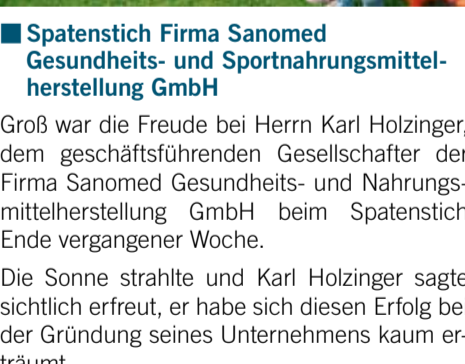 Spatenstich Firma Sanomed
Gesundheits- und Sportnahrungsmittel-
herstellung GmbH
Groß war die Freude bei Herrn Karl Holzinger,
dem geschäftsführenden Gesellschafter der
Firma Sanomed Gesundheits- und Nahrungs-
mittelherstellung GmbH beim Spatenstich
Ende vergangener Woche.
Die Sonne strahlte und Karl Holzinger sagte
sichtlich erfreut, er habe sich diesen Erfolg be
der Gründung seines Unternehmens kaum er-
träumt